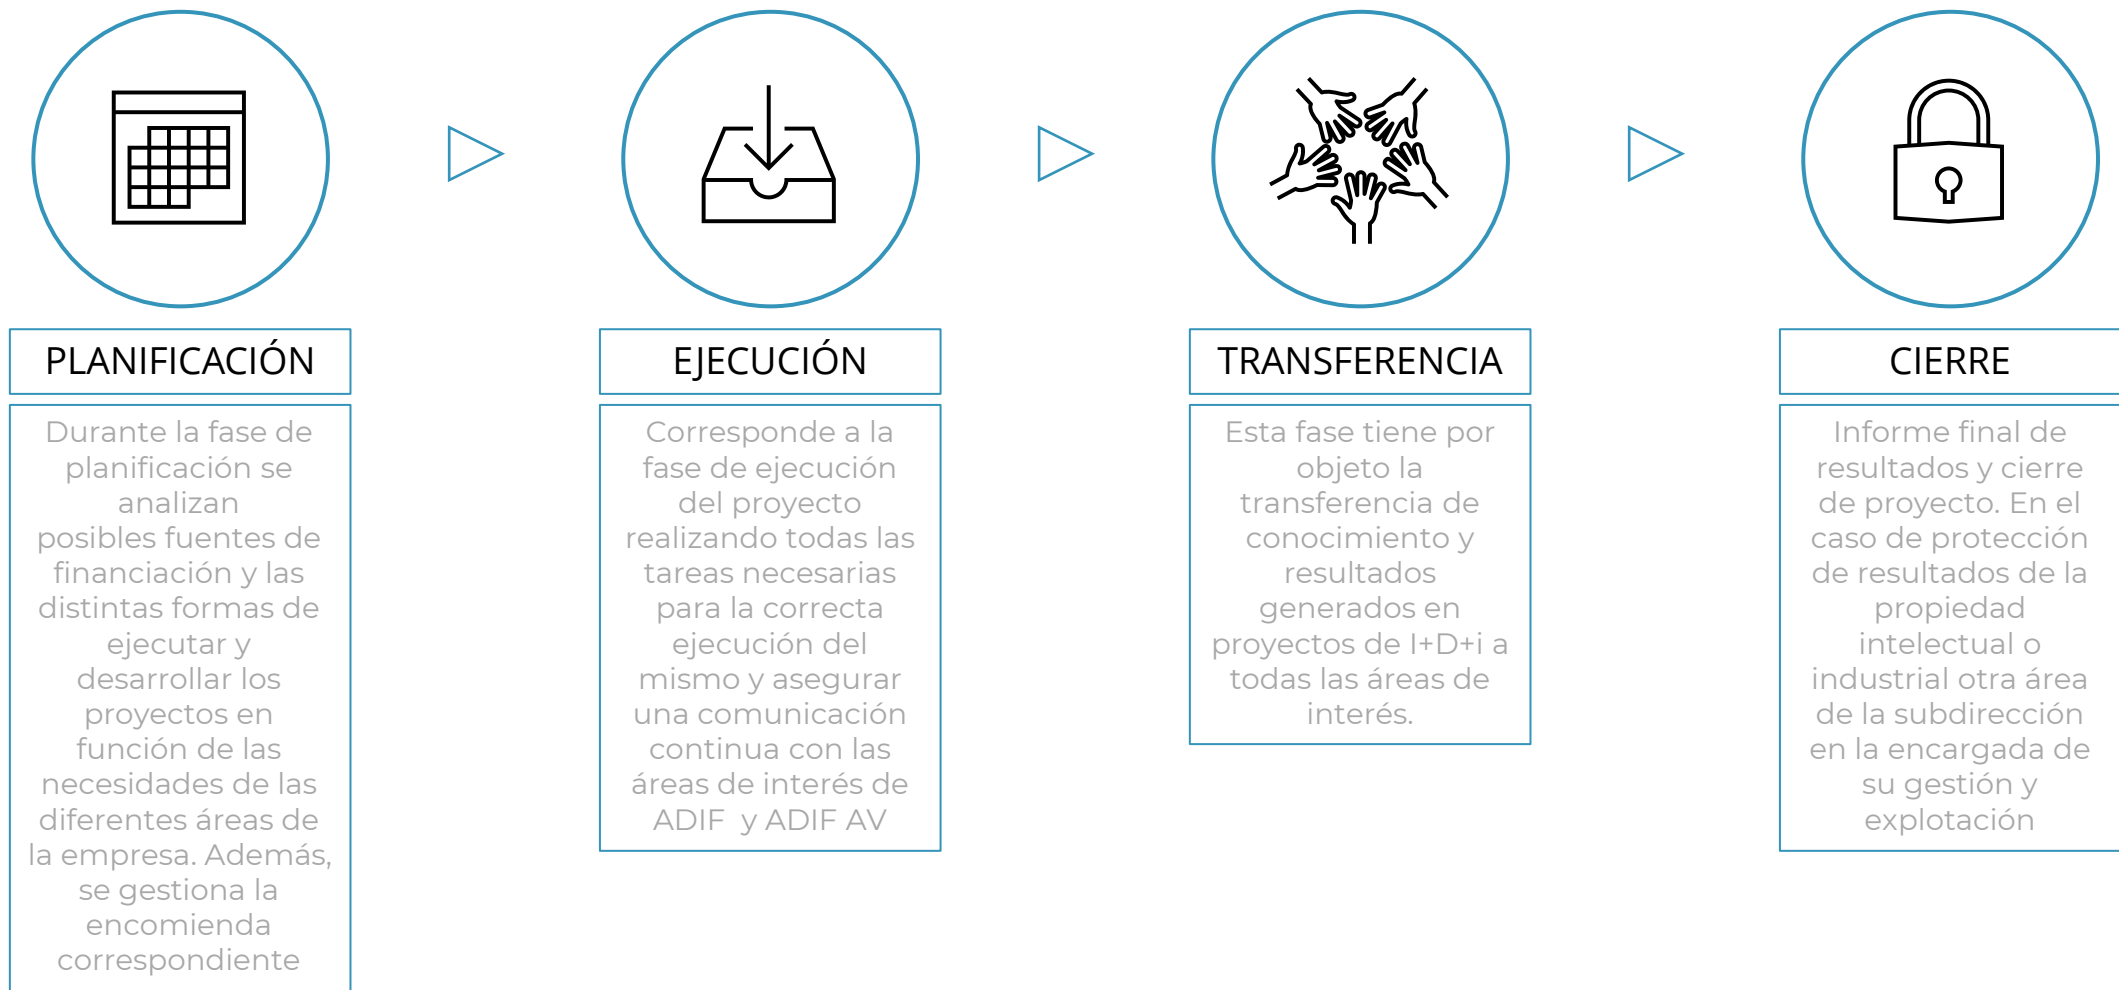 PLANIFICACIÓN
Durante la fase de
planificación se
analizan
posibles fuentes de
financiación y las
distintas formas de
ejecutar y
desarrollar los
proyectos en
función de las
necesidades de las
diferentes áreas de
la empresa. Además,
se gestiona la
encomienda
correspondiente
EJECUCIÓN
Corresponde a la
fase de ejecución
del proyecto
realizando todas las
tareas necesarias
para la correcta
ejecución del
mismo y asegurar
una comunicación
continua con las
áreas de interés de
ADIF  y ADIF AV
TRANSFERENCIA
Esta fase tiene por
objeto la
transferencia de
conocimiento y
resultados
generados en
proyectos de I+D+i a
todas las áreas de
interés.
CIERRE
Informe final de
resultados y cierre
de proyecto. En el
caso de protección
de resultados de la
propiedad
intelectual o
industrial otra área
de la subdirección
en la encargada de
su gestión y
explotación